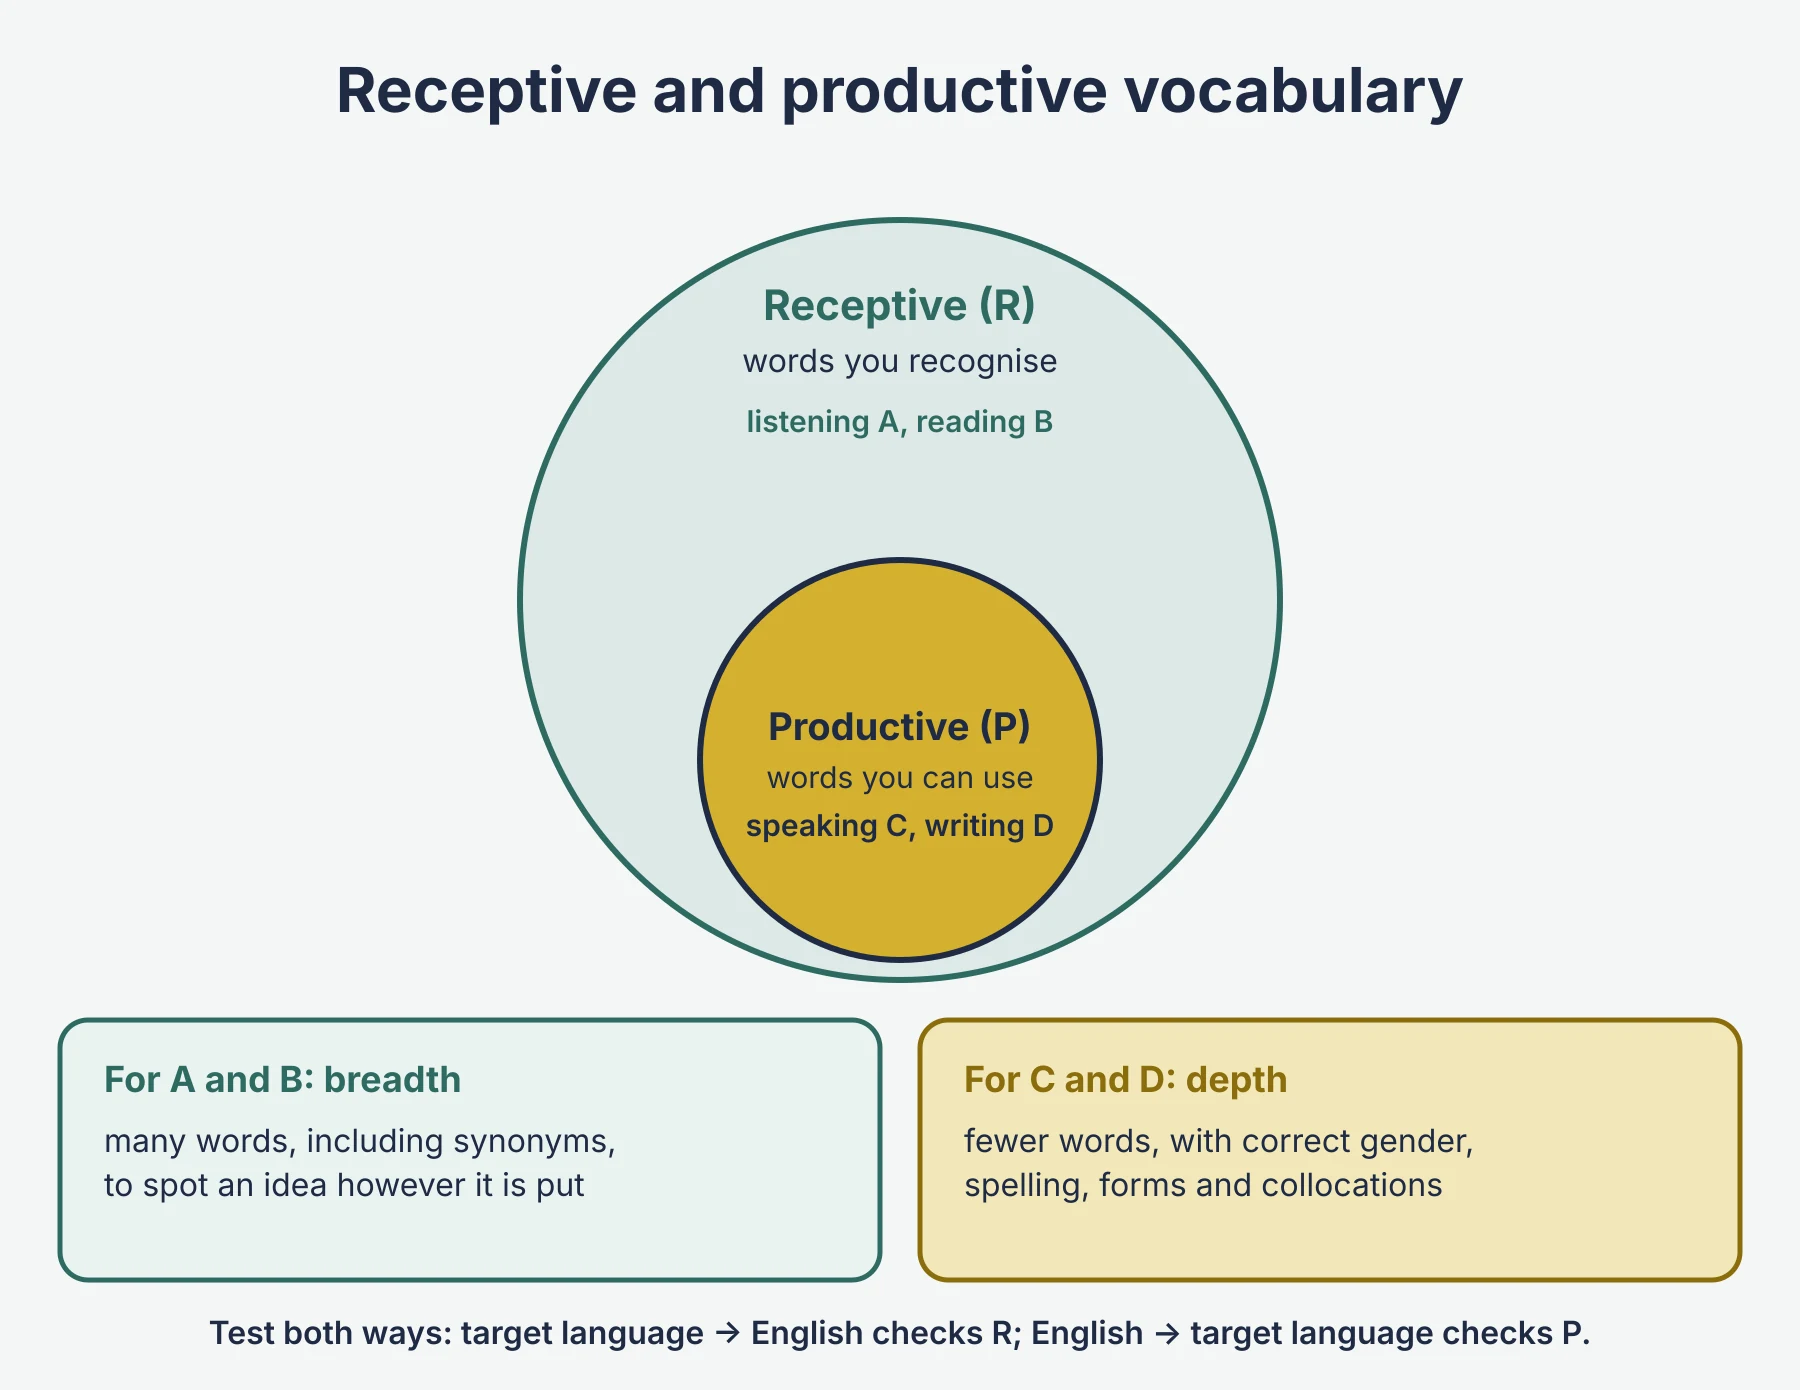 Receptive and productive vocabulary
Receptive (R)
words you recognise
listening A, reading B
Productive (P)
words you can use
speaking C, writing D
For A and B: breadth
many words, including synonyms,
to spot an idea however it is put
For C and D: depth
fewer words, with correct gender,
spelling, forms and collocations
Test both ways: target language → English checks R; English → target language checks P.